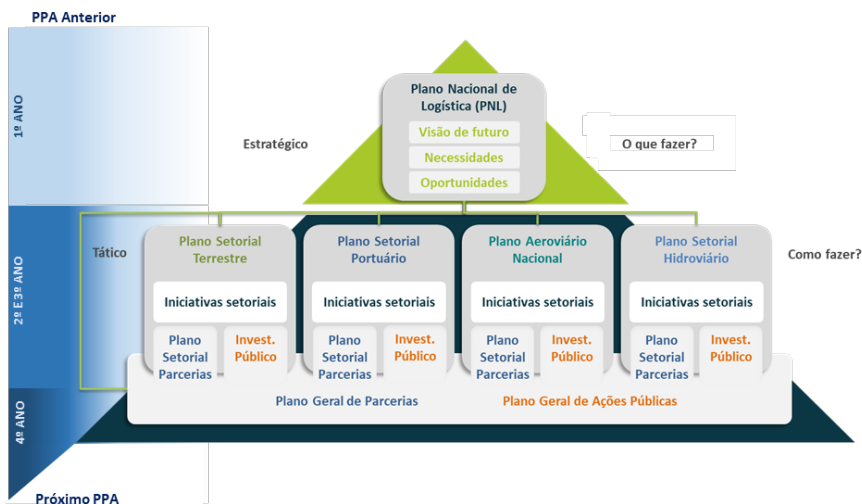 PPA Anterior
1º ANO
Plano Nacional de
Logística (PNL)
Visão de futuro
Necessidades
Oportunidades
Estratégico
O que fazer?
2º E3º ANO
Tático
Plano Setorial
Terrestre
Iniciativas setoriais
Plano
Setorial
Parcerias
Invest.
Público
Plano Setorial
Portuário
Iniciativas setoriais
Plano
Setorial
Parcerias
Invest.
Público
Plano Aeroviário
Nacional
Iniciativas setoriais
Plano
Setorial
Parcerias
Invest.
Público
Plano Setorial
Hidroviário
Iniciativas setoriais
Plano
Setorial
Parcerias
Invest.
Público
Como fazer?
Plano Geral de Parcerias
Plano Geral de Ações Públicas
4º ANO
Próximo PPA